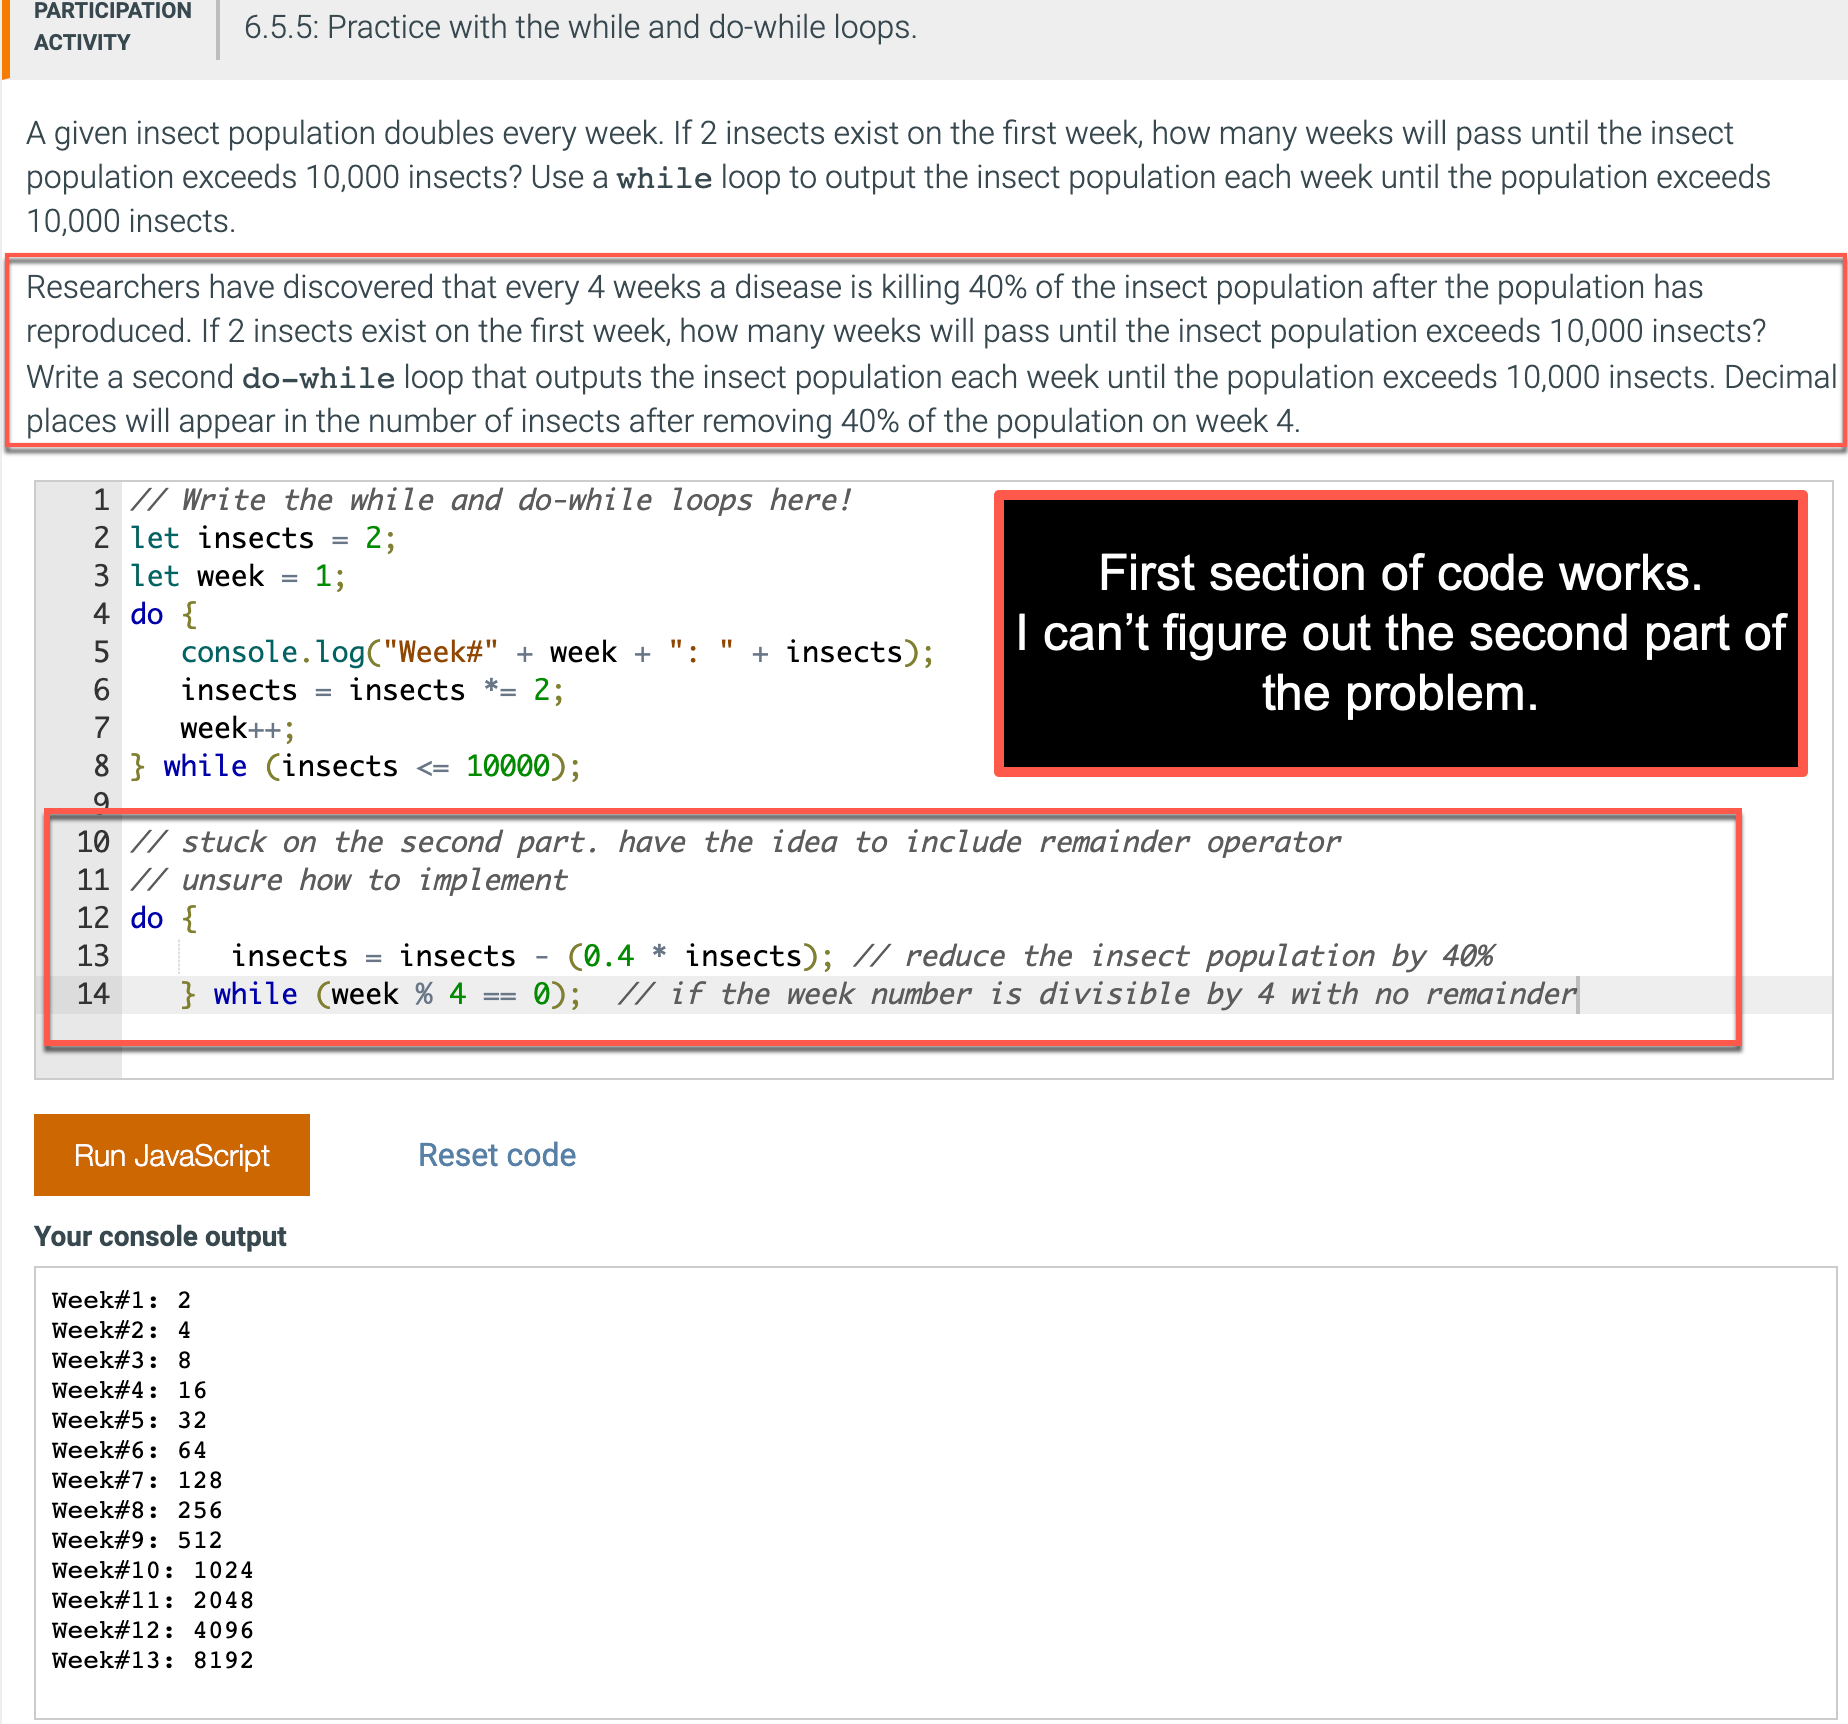 PARTICIPATION
ACTIVITY
6.5.5: Practice with the while and do-while loops.
A given insect population doubles every week. If 2 insects exist on the first week, how many weeks will pass until the insect
population exceeds 10,000 insects? Use a while loop to output the insect population each week until the population exceeds
10,000 insects.
Researchers have discovered that every 4 weeks a disease is killing 40% of the insect population after the population has
reproduced. If 2 insects exist on the first week, how many weeks will pass until the insect population exceeds 10,000 insects?
Write a second do-while loop that outputs the insect population each week until the population exceeds 10,000 insects. Decimal
places will appear in the number of insects after removing 40% of the population on week 4.
1 // Write the while and do-while loops here!
2 let insects = 2;
3 let week = 1;
4 do {
5 console.log("Week#" + week + ": " + insects);
6 insects = insects *= 2;
7 week++;
8 } while (insects <= 10000);
9
First section of code works.
I can't figure out the second part of
the problem.
10 // stuck on the second part. have the idea to include remainder operator
11 // unsure how to implement
12 do {
13 insects = insects - (0.4 * insects); // reduce the insect population by 40%
14 } while (week % 4 == 0); // if the week number is divisible by 4 with no remainder
Run JavaScript
Reset code
Your console output
Week#1: 2
Week#2: 4
Week#3: 8
Week#4: 16
Week#5: 32
Week#6: 64
Week#7: 128
Week#8: 256
Week#9: 512
Week#10: 1024
Week#11: 2048
Week#12: 4096
Week#13: 8192